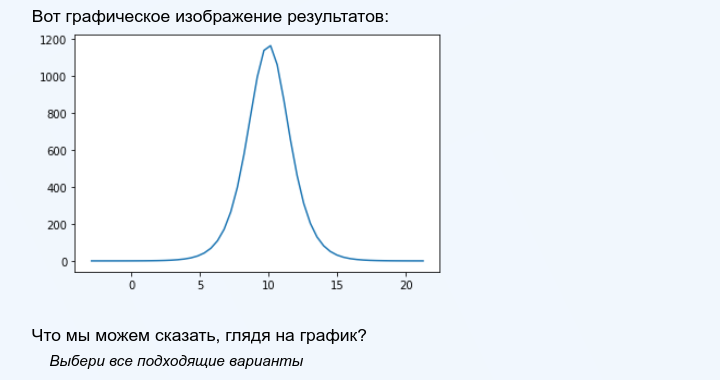 Вот графическое изображение результатов:
1200
1000
800
600
400
200
0
0 5 10 15 20
Что мы можем сказать, глядя на график?
Выбери все подходящие варианты